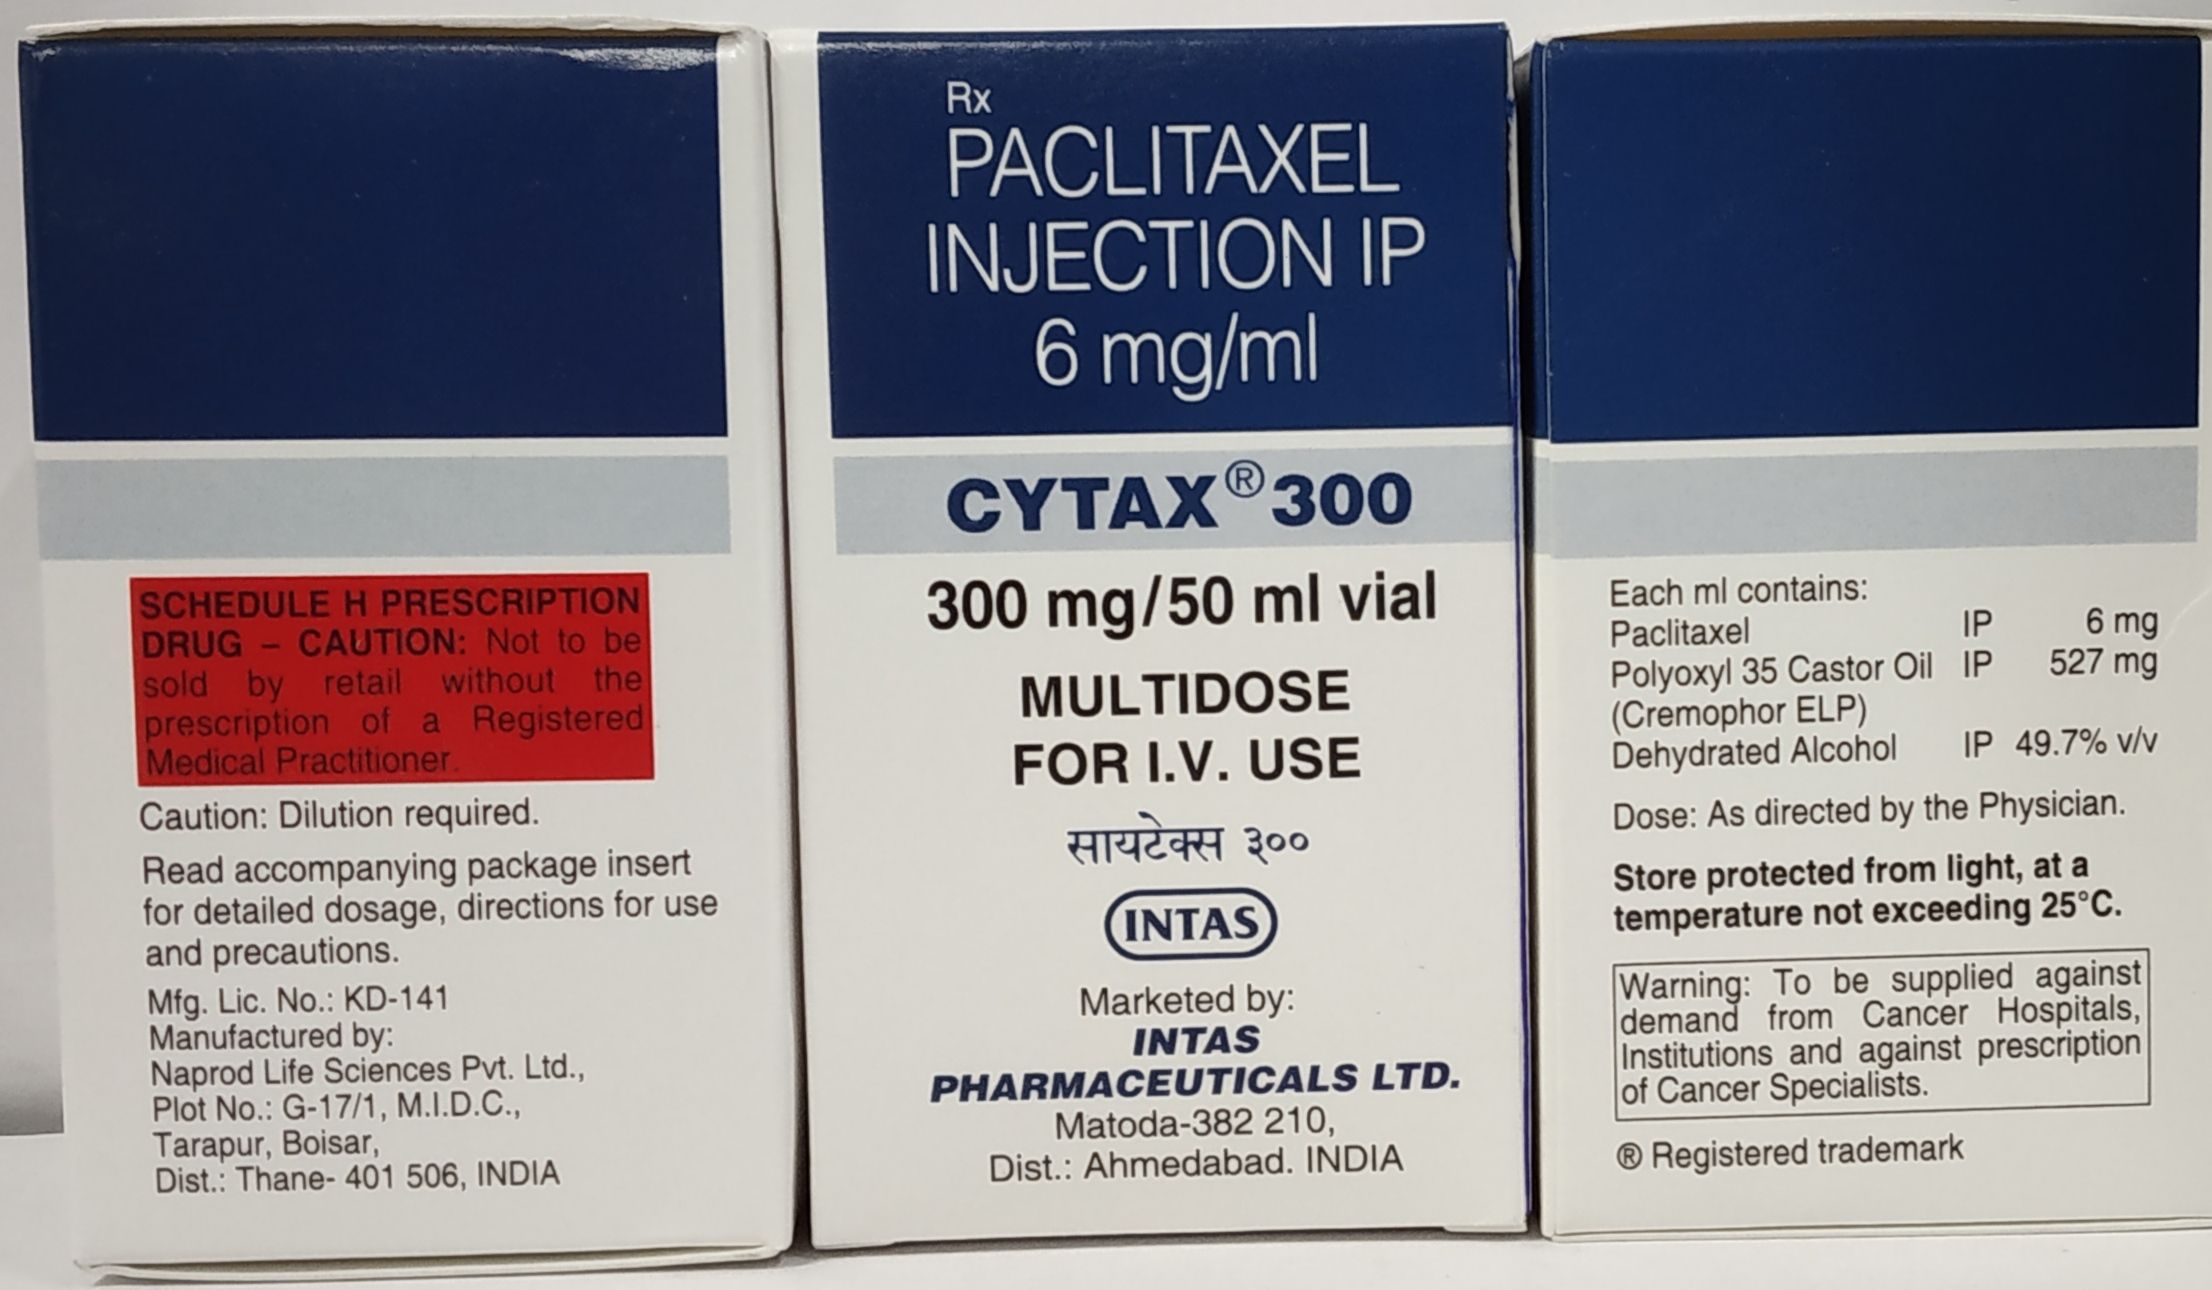 SCHEDULE H PRESCRIPTION
DRUG – CAUTION: Not to be
sold by retail without the
prescription of a Registered
Medical Practitioner.
Caution: Dilution required.
Read accompanying package insert
for detailed dosage, directions for use
and precautions.
Mfg. Lic. No.: KD-141
Manufactured by:
Naprod Life Sciences Pvt. Ltd.,
Plot No.: G-17/1, M.I.D.C.,
Tarapur, Boisar,
Dist.: Thane- 401 506, INDIA
Rx
PACLITAXEL
INJECTION IP
6 mg/ml
CYTAX® 300
300 mg/50 ml vial
MULTIDOSE
FOR I.V. USE
सायटेक्स ३००
INTAS
Marketed by:
INTAS
PHARMACEUTICALS LTD.
Matoda-382 210,
Dist.: Ahmedabad. INDIA
Each ml contains:
Paclitaxel IP 6 mg
Polyoxyl 35 Castor Oil IP 527 mg
(Cremophor ELP)
Dehydrated Alcohol IP 49.7% v/v
Dose: As directed by the Physician.
Store protected from light, at a
temperature not exceeding 25°C.
Warning: To be supplied against
demand from Cancer Hospitals,
Institutions and against prescription
of Cancer Specialists.
® Registered trademark